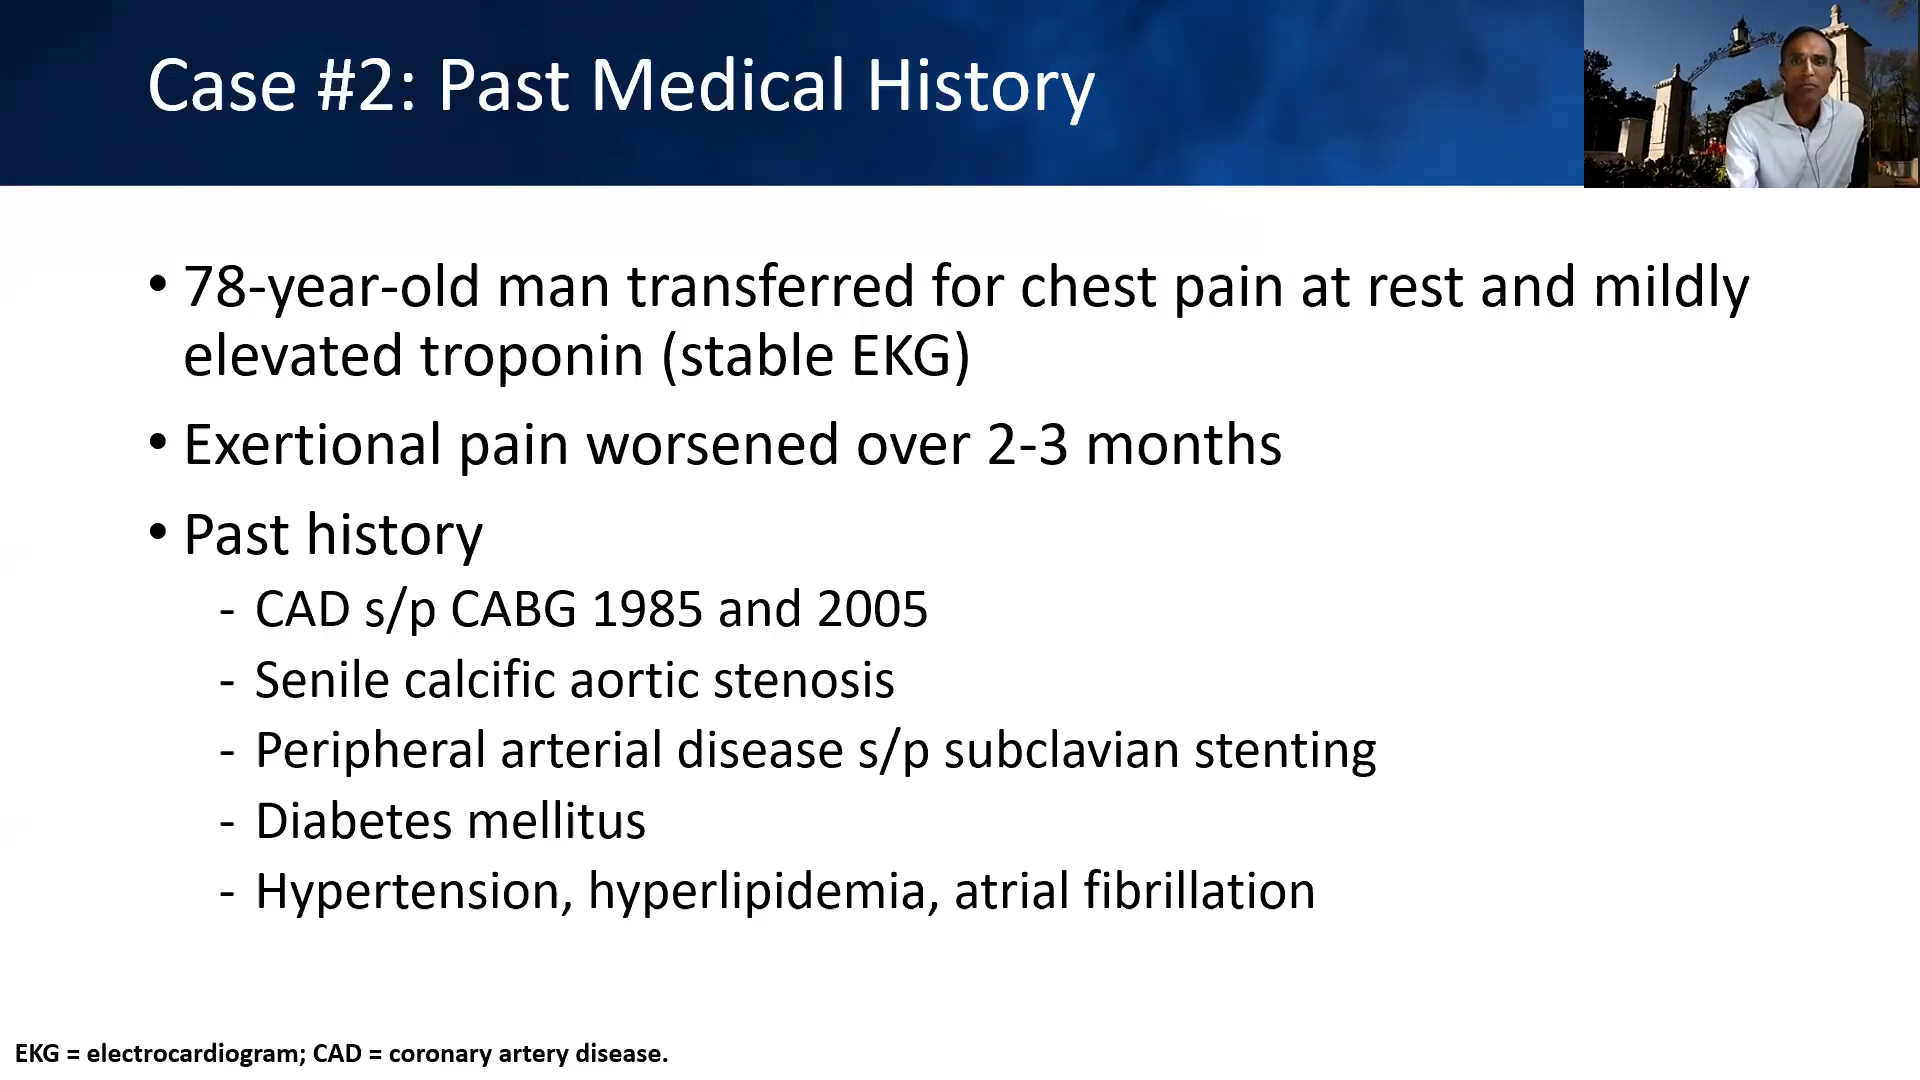 Case #2: Past Medical History
• 78-year-old man transferred for chest pain at rest and mildly
elevated troponin (stable EKG)
• Exertional pain worsened over 2-3 months
• Past history
- CAD s/p CABG 1985 and 2005
- Senile calcific aortic stenosis
- Peripheral arterial disease s/p subclavian stenting
- Diabetes mellitus
- Hypertension, hyperlipidemia, atrial fibrillation
EKG = electrocardiogram; CAD = coronary artery disease.